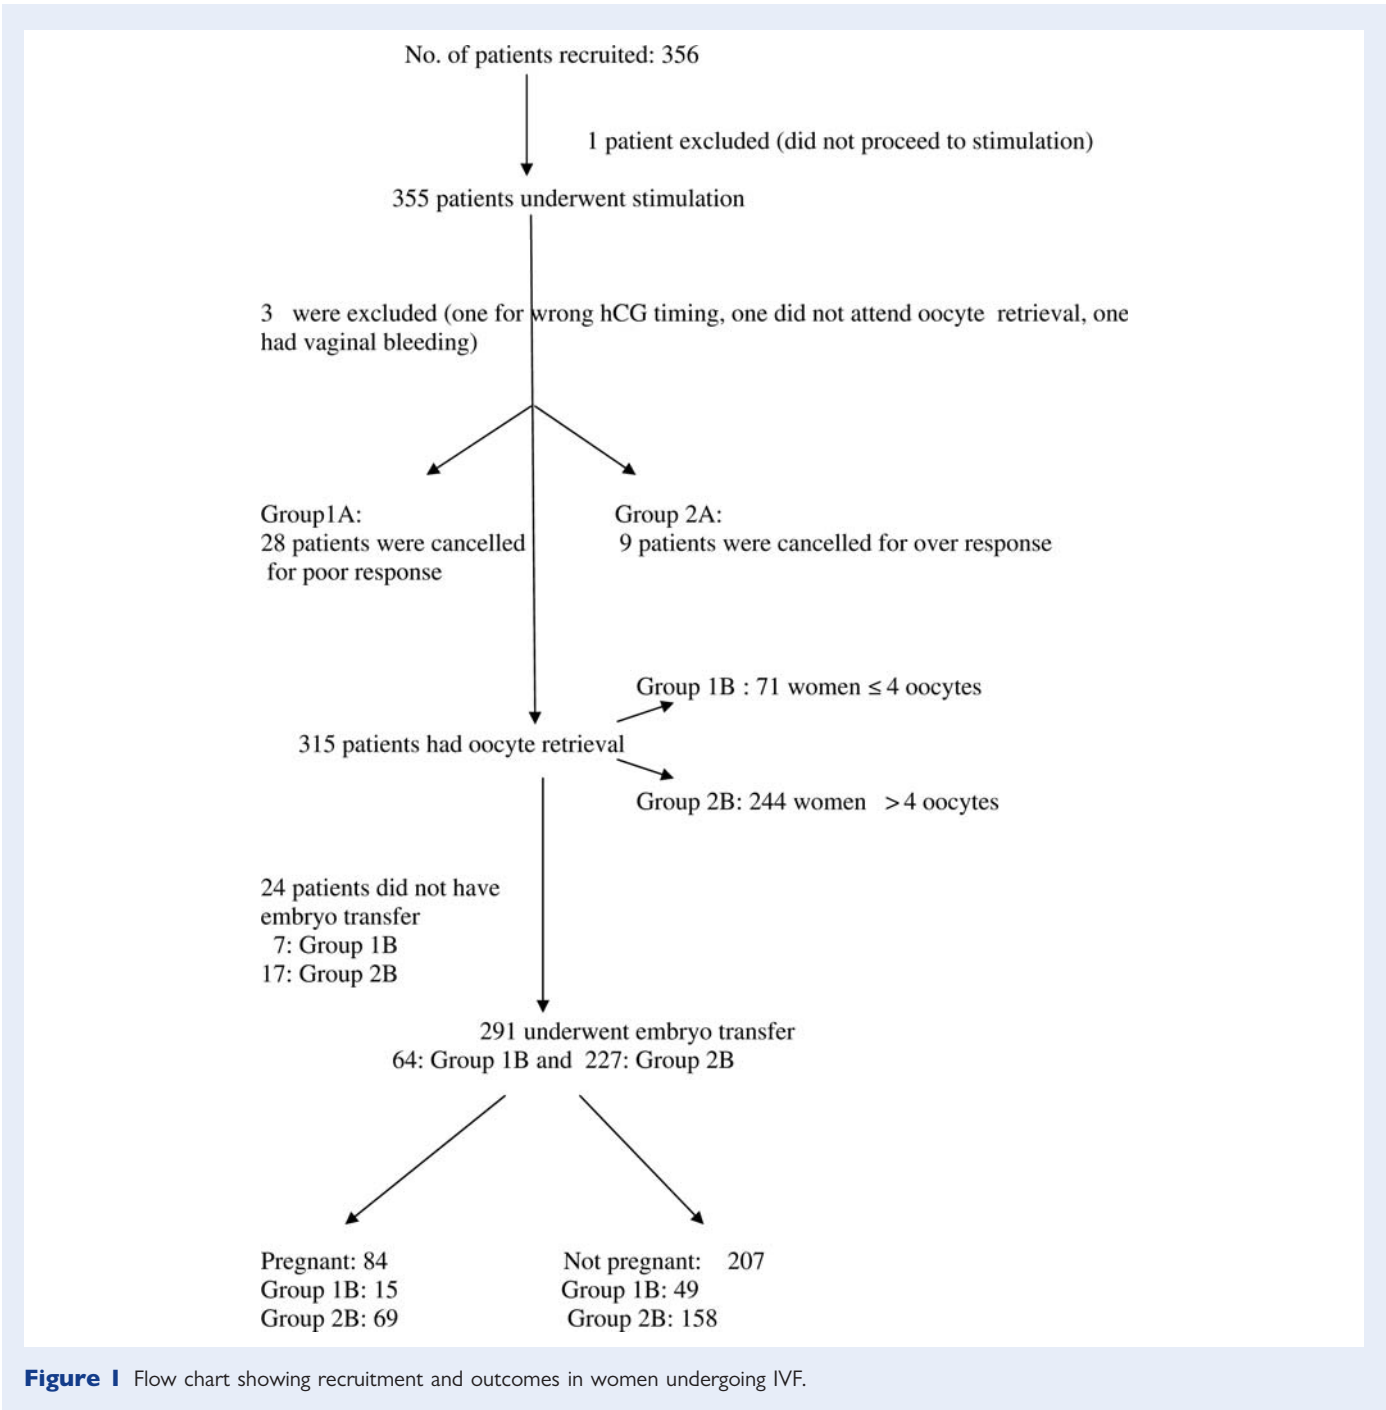 No. of patients recruited: 356
1 patient excluded (did not proceed to stimulation)
355 patients underwent stimulation
3 were excluded (one for wrong hCG timing, one did not attend oocyte retrieval, one
had vaginal bleeding)
Group1A:
28 patients were cancelled
for poor response
Group 2A:
9 patients were cancelled for over response
Group 1B : 71 women ≤ 4 oocytes
315 patients had oocyte retrieval
Group 2B: 244 women > 4 oocytes
24 patients did not have
embryo transfer
7: Group 1B
17: Group 2B
291 underwent embryo transfer
64: Group 1B and 227: Group 2B
Pregnant: 84
Group 1B: 15
Group 2B: 69
Not pregnant: 207
Group 1B: 49
Group 2B: 158
Figure 1 Flow chart showing recruitment and outcomes in women undergoing IVF.